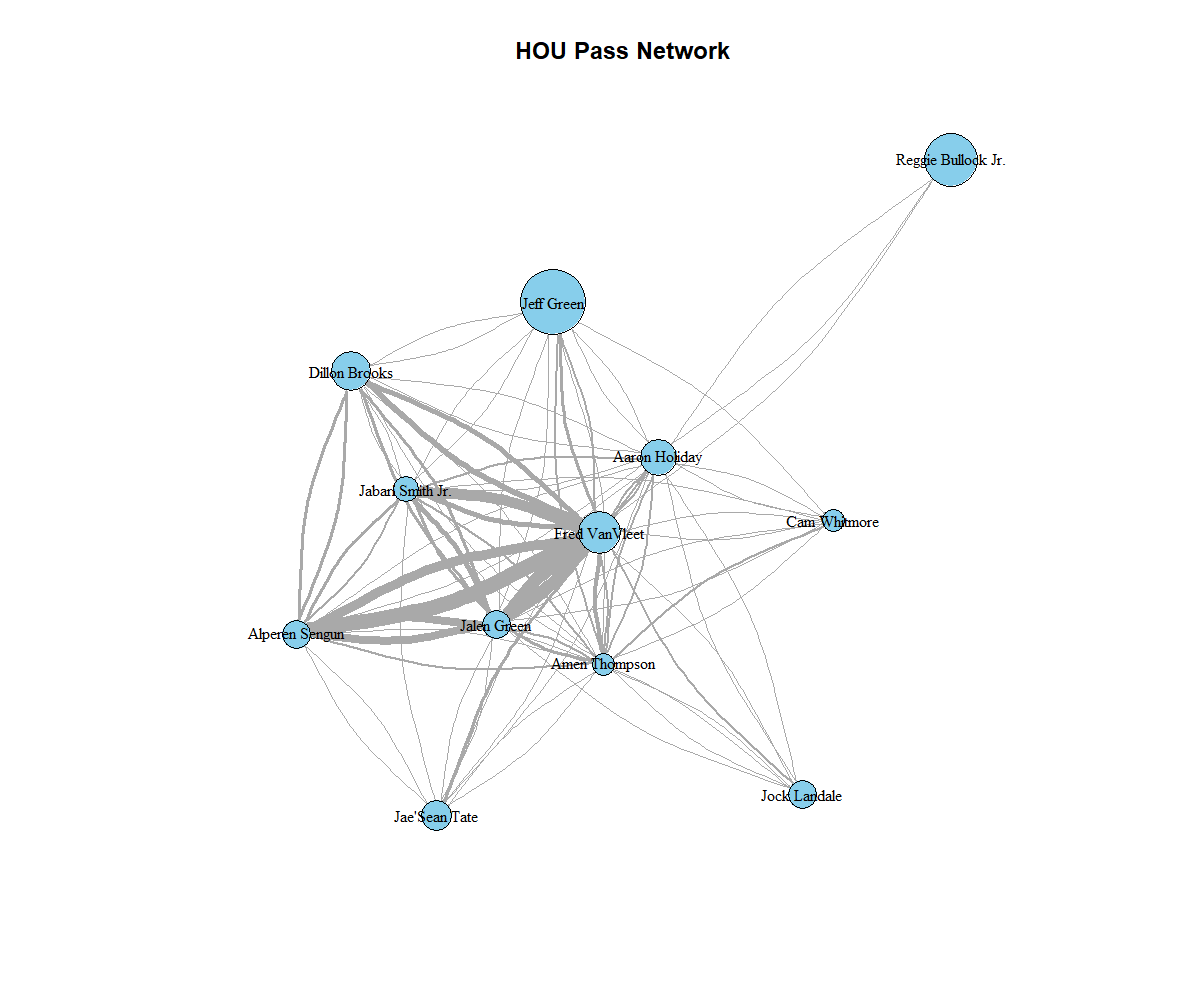 HOU Pass Network
Reggie Bullock Jr.
Jeff Green
Dillon Brooks
Aaron Holiday
Jabari Smith Jr.
Cam Whitmore
Fred VanVleet
Jalen Green
Alperen Sengun
Amen Thompson
Jock Landale
Jae'Sean Tate